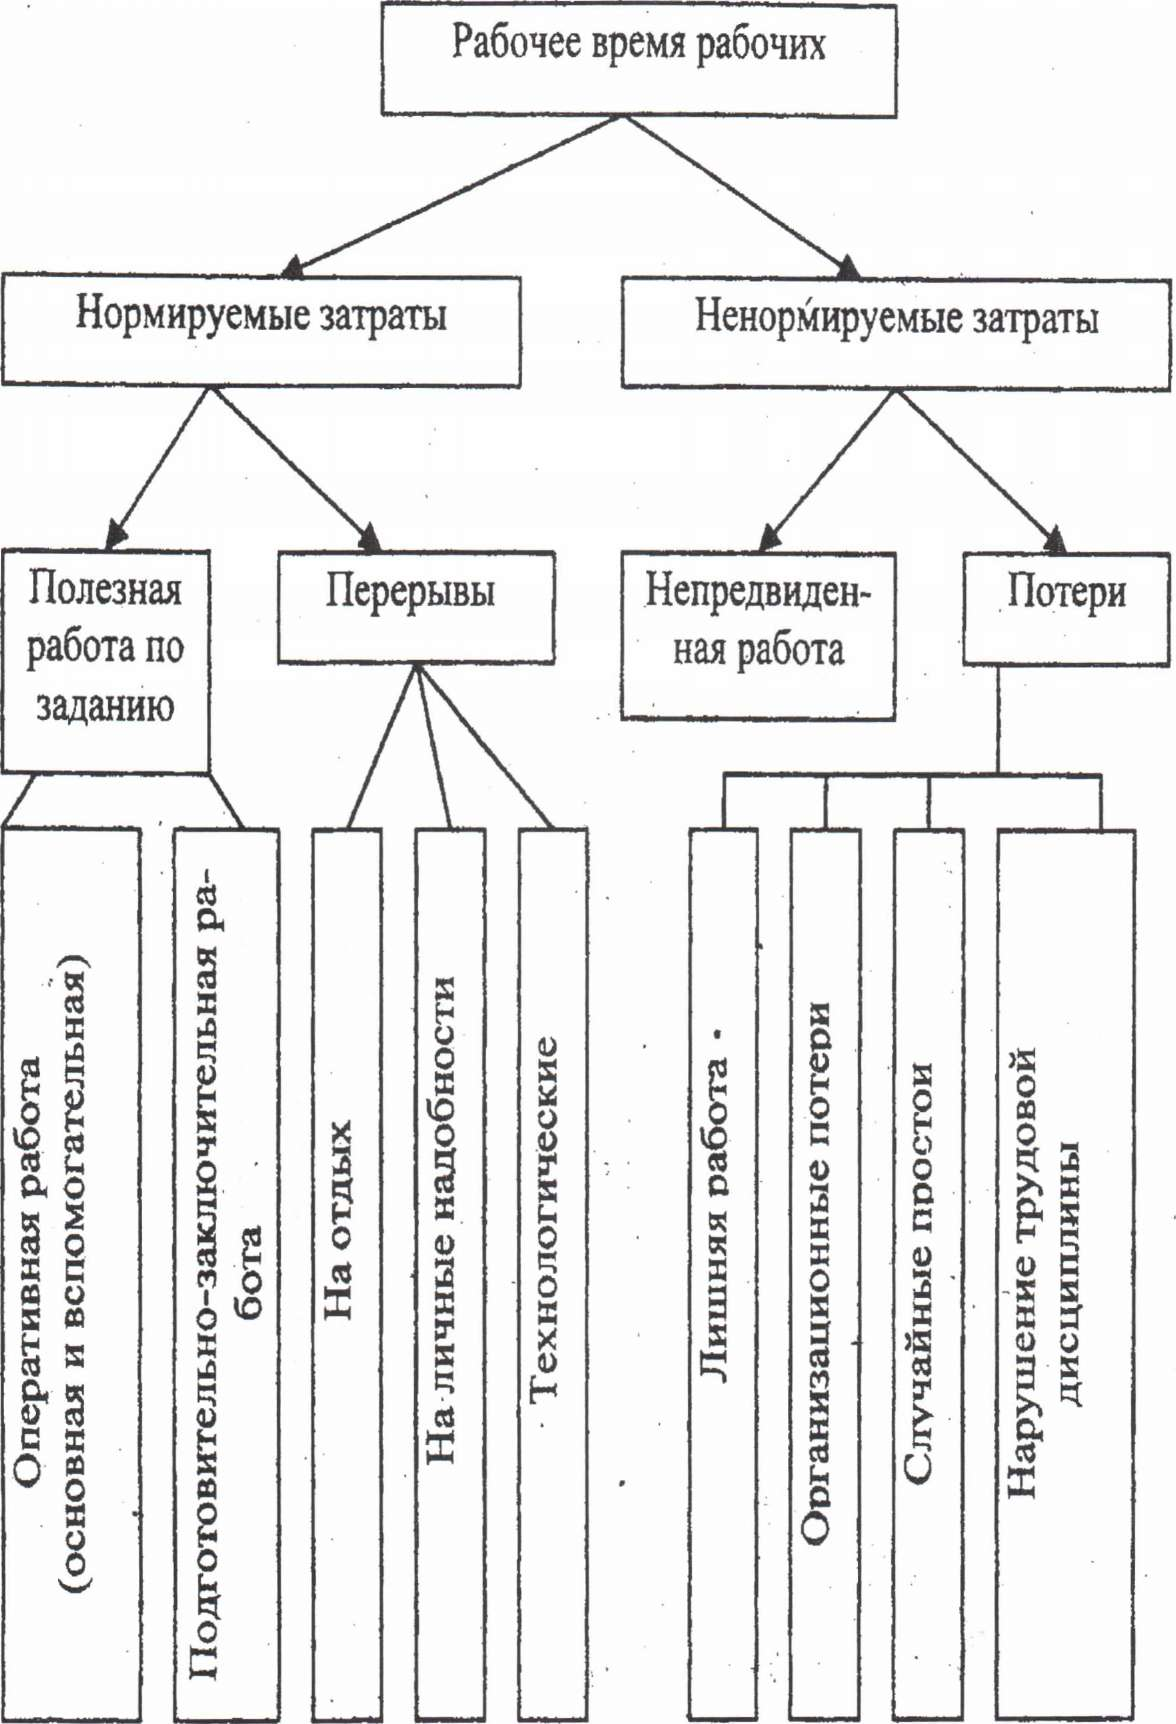 Рабочее время рабочих
Нормируемые затраты
Ненормируемые затраты
Полезная
работа по
заданию
Перерывы
Непредвиден-
ная работа
Потери
Оперативная работа
(основная и вспомогательная)
Подготовительно-заключительная ра-
бота
На отдых
На личные надобности
Технологические
Лишняя работа
Организационные потери
Случайные простои
Нарушение трудовой
дисциплины